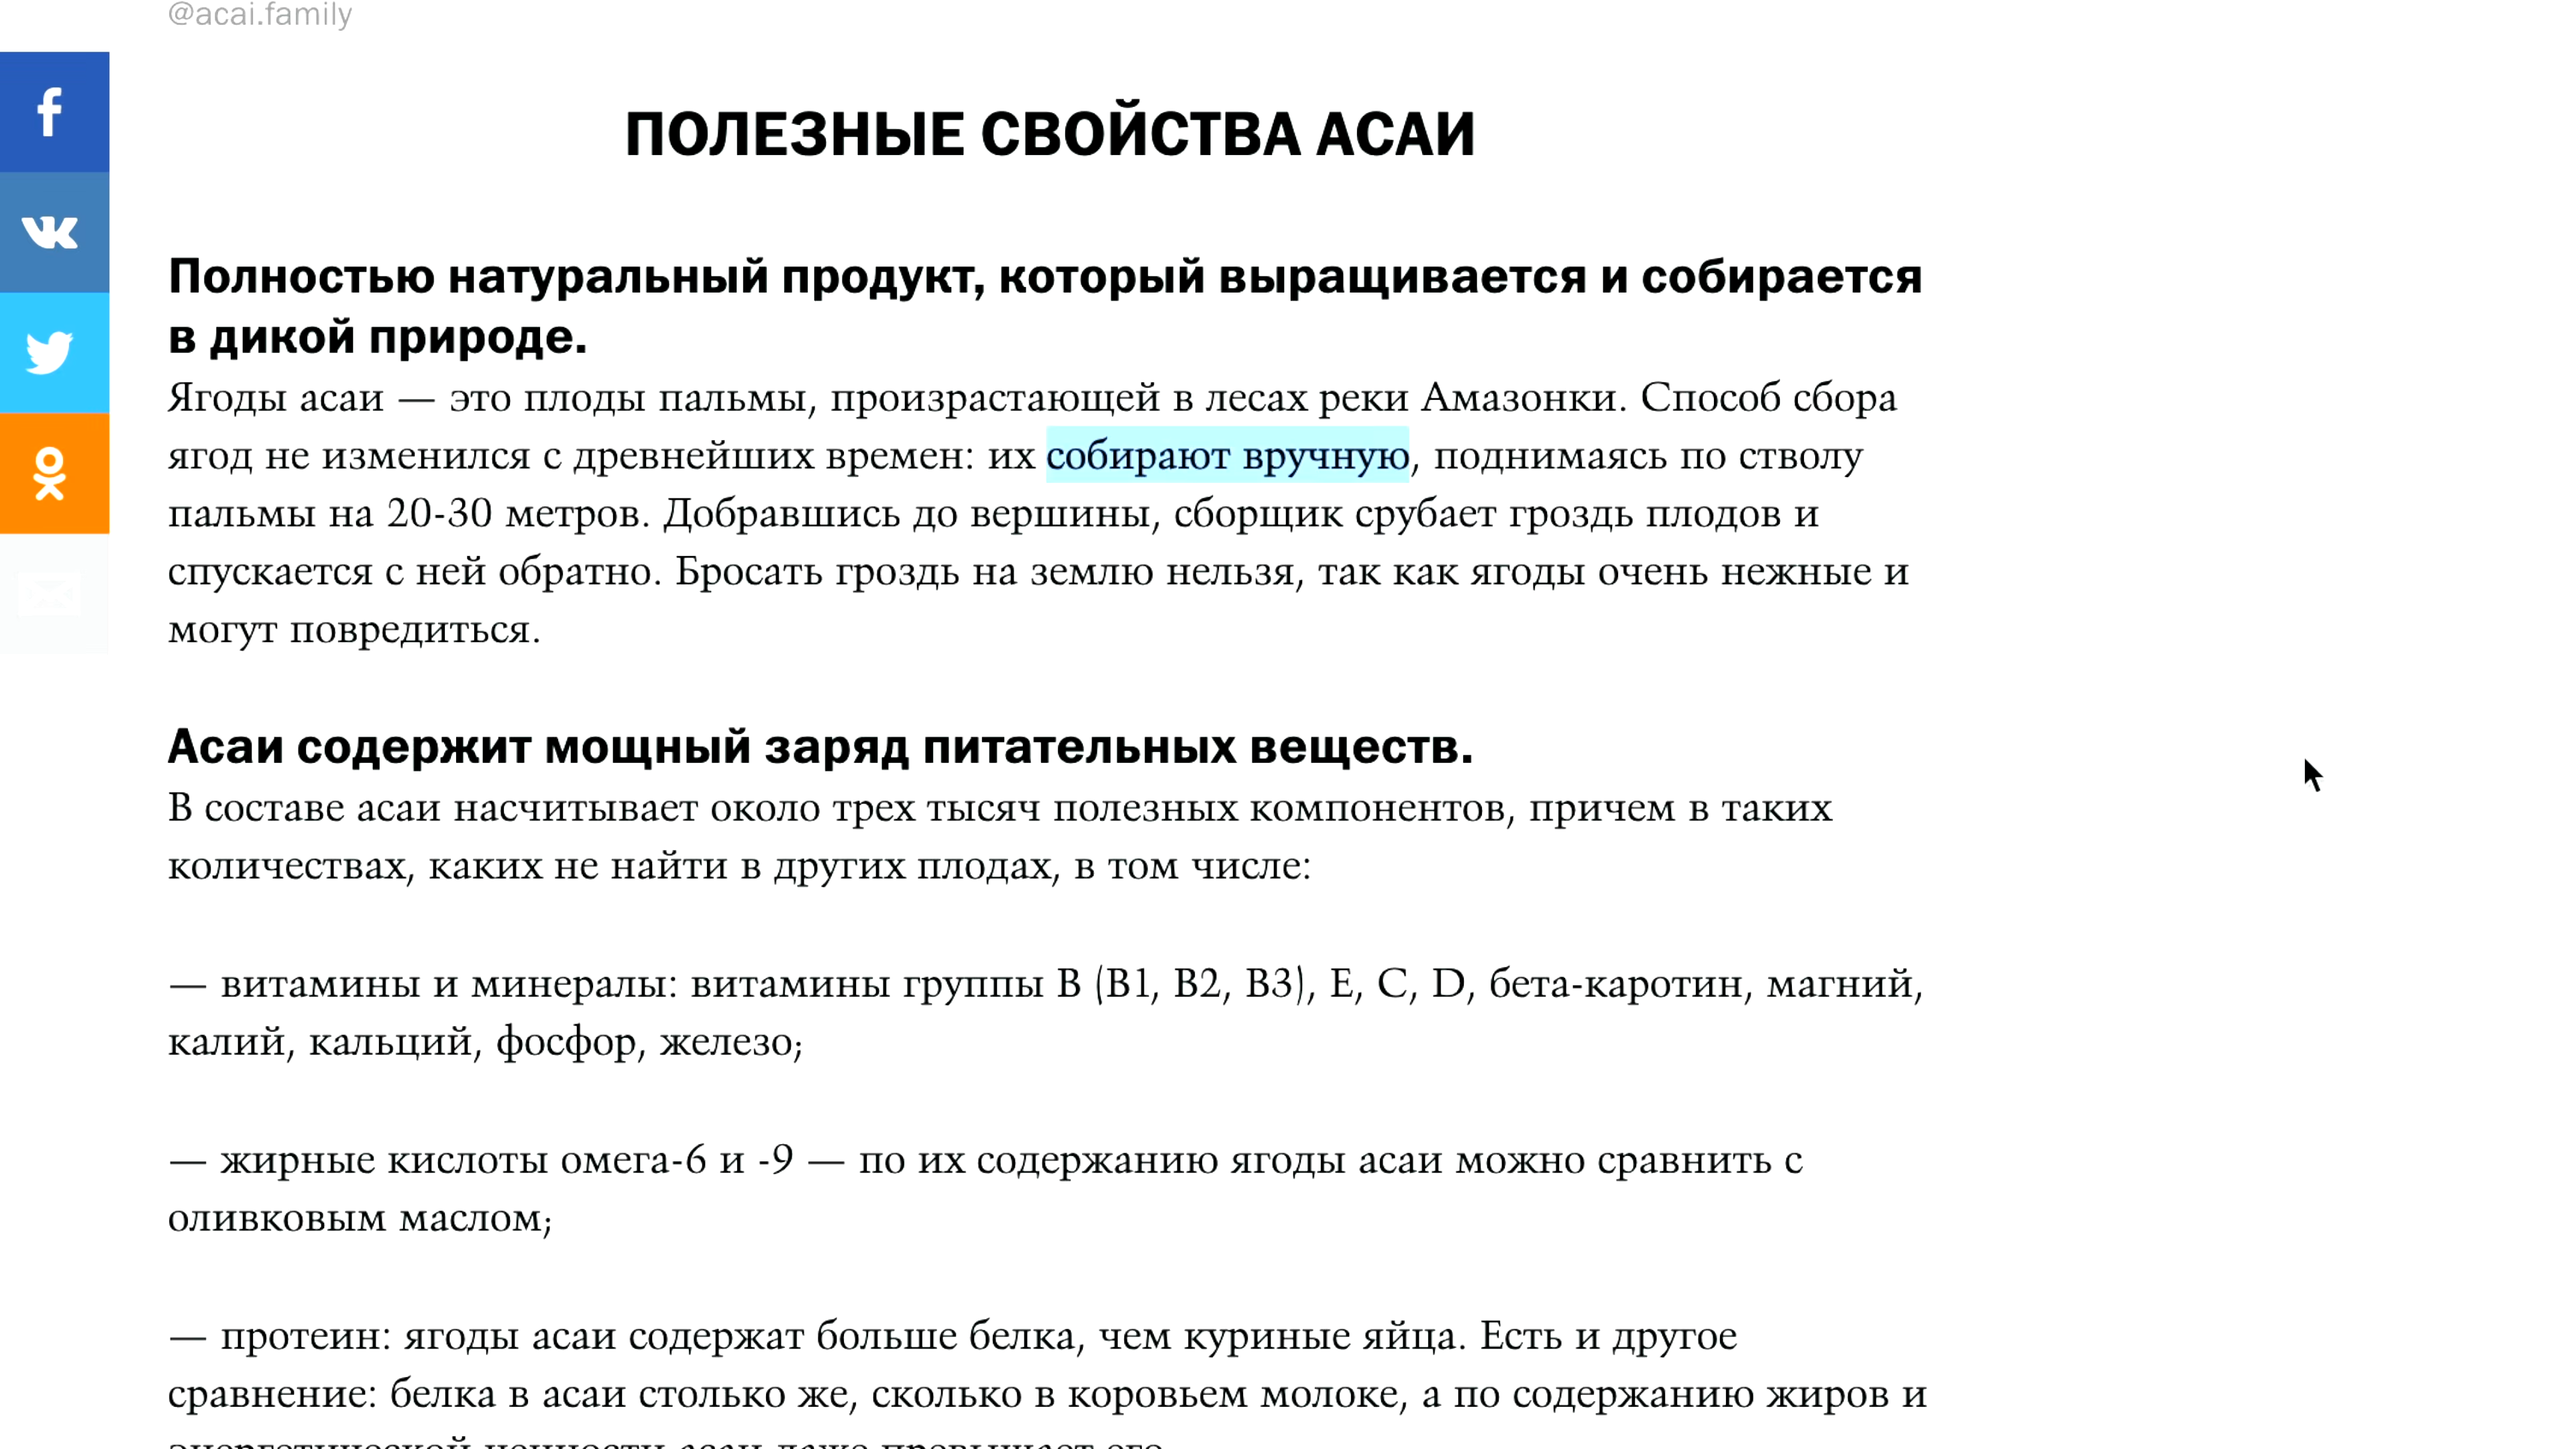 @acai.family
ПОЛЕЗНЫЕ СВОЙСТВА АСАИ
Полностью натуральный продукт, который выращивается и собирается
в дикой природе.
Ягоды асаи — это плоды пальмы, произрастающей в лесах реки Амазонки. Способ сбора
ягод не изменился с древнейших времен: их собирают вручную, поднимаясь по стволу
пальмы на 20-30 метров. Добравшись до вершины, сборщик срубает гроздь плодов и
спускается с ней обратно. Бросать гроздь на землю нельзя, так как ягоды очень нежные и
могут повредиться.
Асаи содержит мощный заряд питательных веществ.
В составе асаи насчитывает около трех тысяч полезных компонентов, причем в таких
количествах, каких не найти в других плодах, в том числе:
— витамины и минералы: витамины группы В (В1, В2, В3), Е, С, D, бета-каротин, магний,
калий, кальций, фосфор, железо;
— жирные кислоты омега-6 и -9 — по их содержанию ягоды асаи можно сравнить с
оливковым маслом;
— протеин: ягоды асаи содержат больше белка, чем куриные яйца. Есть и другое
сравнение: белка в асаи столько же, сколько в коровьем молоке, а по содержанию жиров и
энергетической ценности асаи даже превышает его.